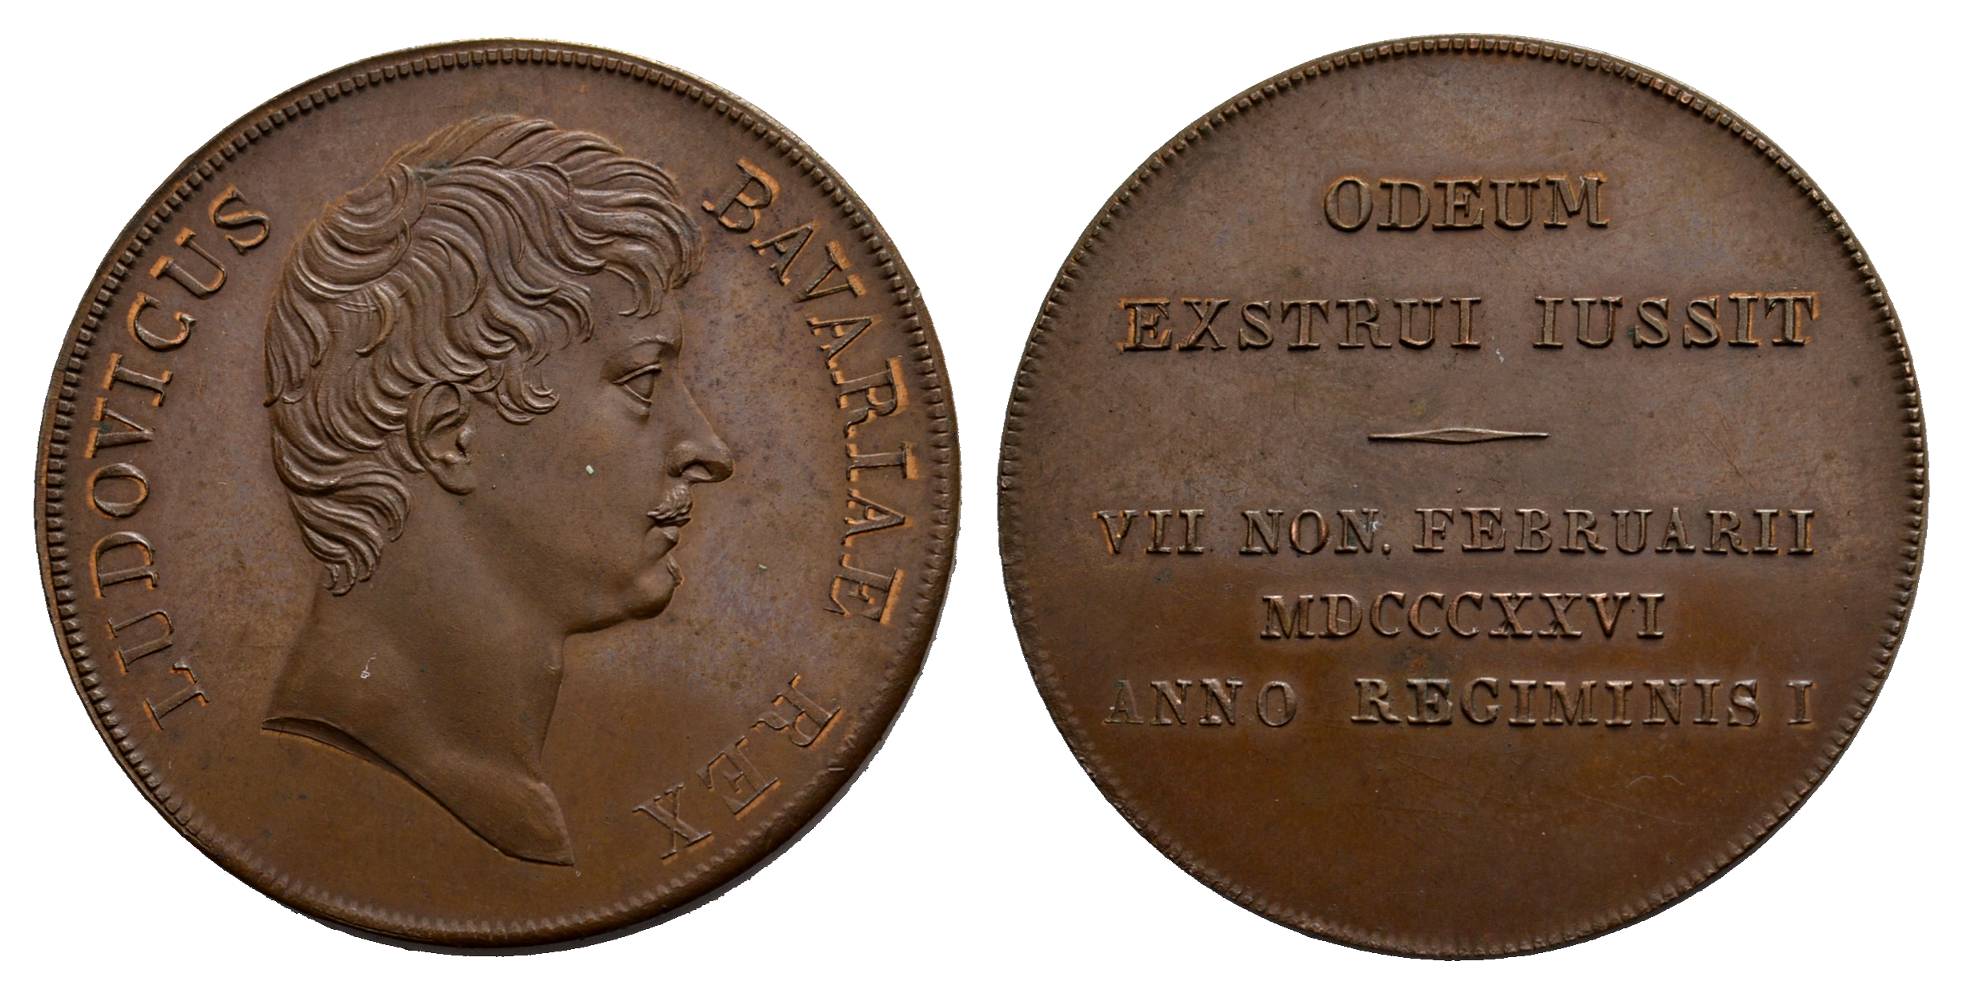 LUDOVICUS BAVARIAE REX
ODEUM
EXSTRUI IUSSIT
VII NON. FEBRUARII
MDCCCXXVI
ANNO REGIMINIS I